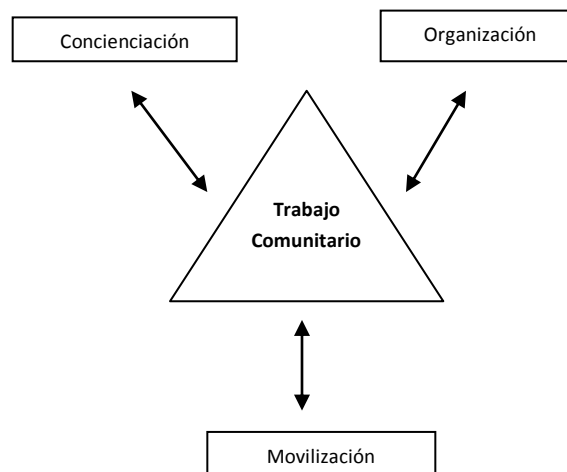 Concienciación
Organización
Trabajo
Comunitario
Movilización